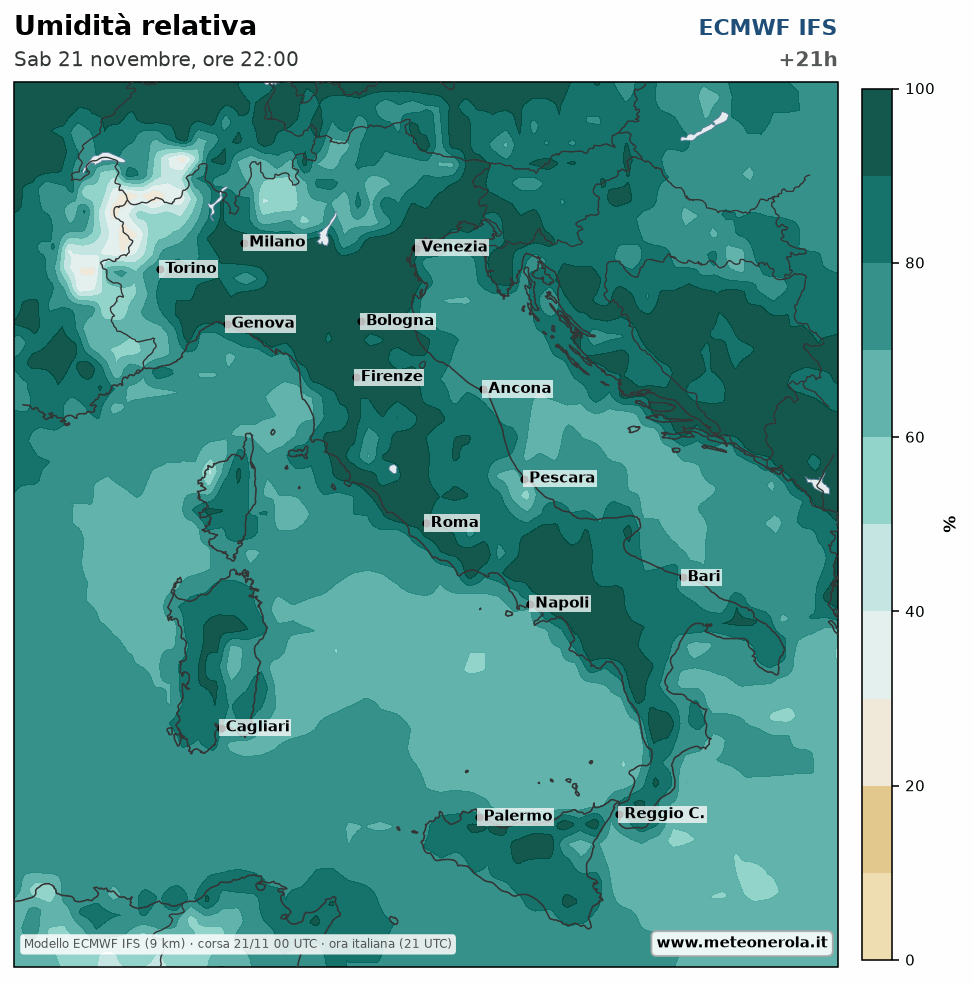 Umidità relativa
ECMWF IFS
Sab 21 novembre, ore 22:00
+21h
100
80
60
40
20
0
%
Milano
Venezia
Torino
Genova
Bologna
Firenze
Ancona
Pescara
Roma
Bari
Napoli
Cagliari
Palermo
Reggio C.
Modello ECMWF IFS (9 km) · corsa 21/11 00 UTC · ora italiana (21 UTC)
www.meteonerola.it